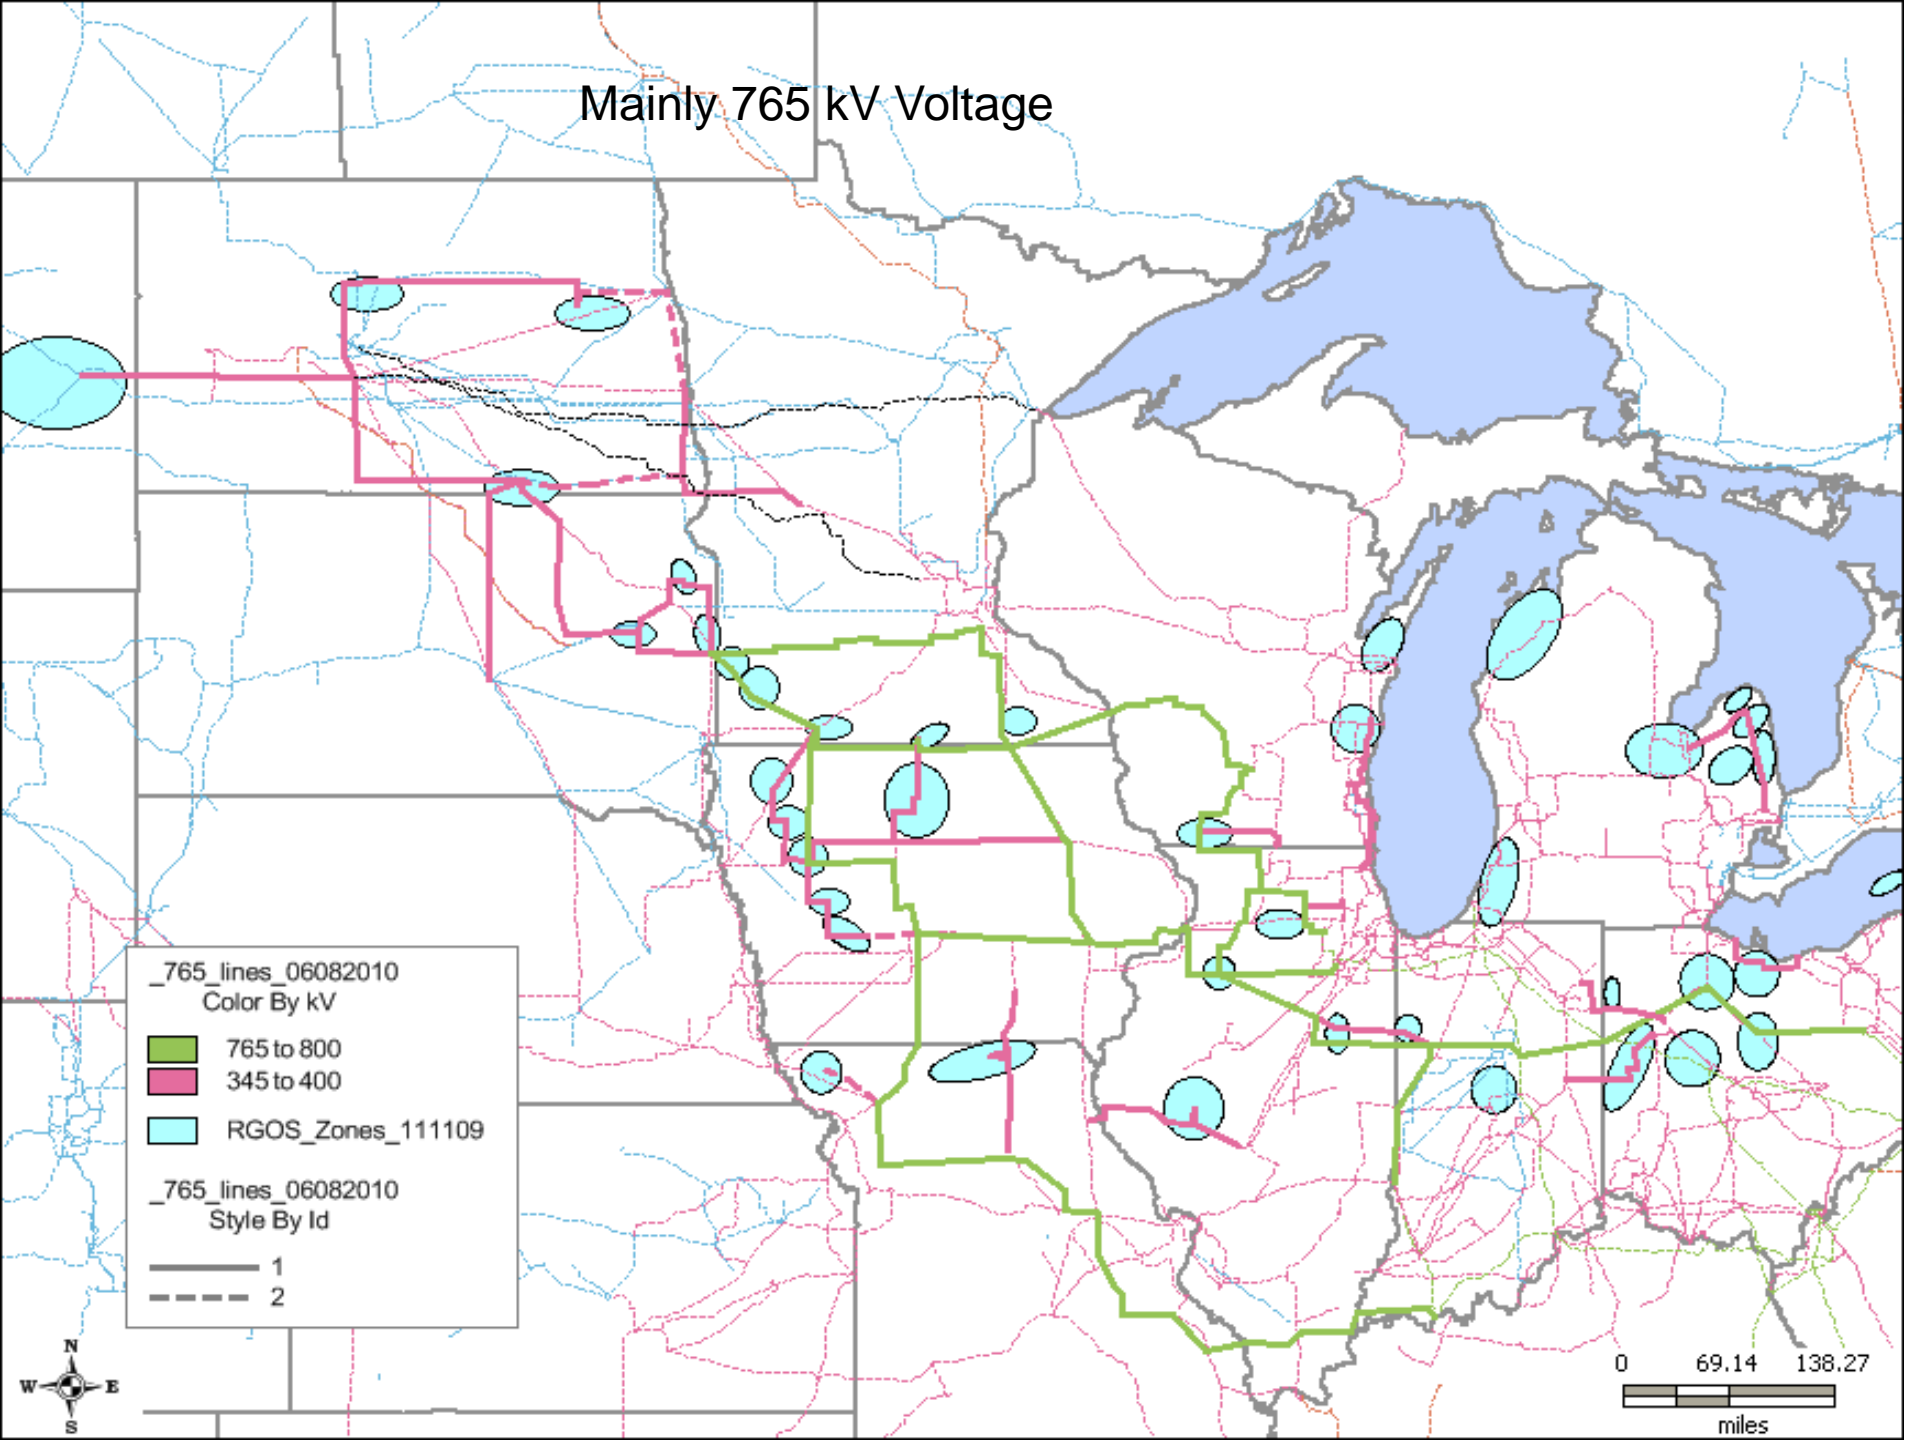 Mainly 765 kV Voltage
_765_lines_06082010
Color By kV
765 to 800
345 to 400
RGOS_Zones_111109
_765_lines_06082010
Style By Id
1
2
N
W E
S
0 69.14 138.27
miles